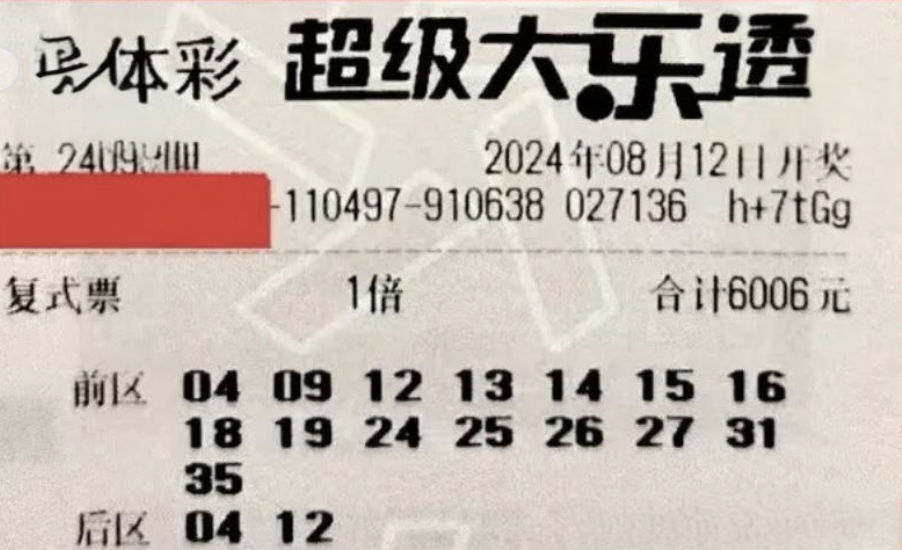 体彩 超级大乐透
第 2024年08月12日开奖
-110497-910638 027136 h+7tGg
复式票 1倍 合计6006元
前区 04 09 12 13 14 15 16
18 19 24 25 26 27 31
35
后区 04 12